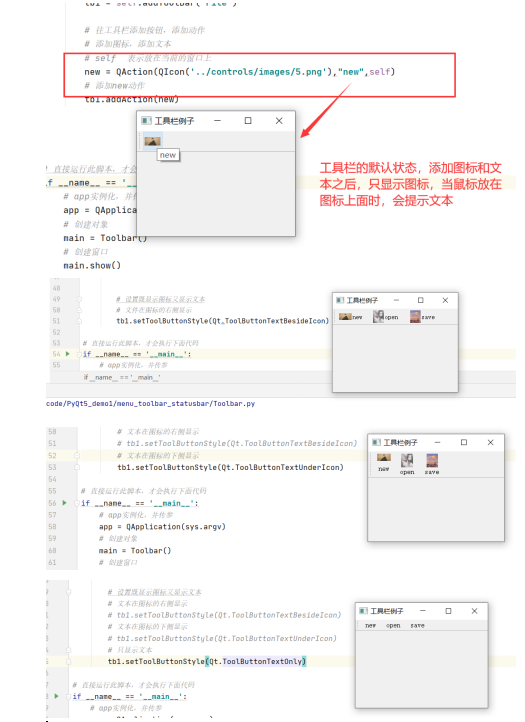 tb1 = self.addToolBar("File")
# 往工具栏添加按钮, 添加动作
# 添加图标, 添加文本
# self 表示放在当前的窗口上
new = QAction(QIcon('../controls/images/5.png'),"new",self)
# 添加new动作
tb1.addAction(new)
工具栏例子
new
工具栏的默认状态，添加图标和文
本之后，只显示图标，当鼠标放在
图标上面时，会提示文本
# 直接运行此脚本, 才会
if __name__ == '__
# app实例化, 并传
app = QApplica
# 创建对象
main = Toolbar()
# 创建窗口
main.show()
48
49 # 设置既显示图标又显示文本
50 # 文件在图标的右侧显示
51 tb1.setToolButtonStyle(Qt.ToolButtonTextBesideIcon)
52
53 # 直接运行此脚本, 才会执行下面代码
54 if __name__ == '__main__':
55 # app实例化, 并传参
if __name__ == '__main__'
工具栏例子
new open save
code/PyQt5_demo1/menu_toolbar_statusbar/Toolbar.py
50 # 文本在图标的右侧显示
51 # tb1.setToolButtonStyle(Qt.ToolButtonTextBesideIcon)
52 # 文本在图标的下侧显示
53 tb1.setToolButtonStyle(Qt.ToolButtonTextUnderIcon)
54
55 # 直接运行此脚本, 才会执行下面代码
56 if __name__ == '__main__':
57 # app实例化, 并传参
58 app = QApplication(sys.argv)
59 # 创建对象
60 main = Toolbar()
61 # 创建窗口
工具栏例子
new open save
# 设置既显示图标又显示文本
# 文本在图标的右侧显示
# tb1.setToolButtonStyle(Qt.ToolButtonTextBesideIcon)
# 文本在图标的下侧显示
# tb1.setToolButtonStyle(Qt.ToolButtonTextUnderIcon)
# 只显示文本
tb1.setToolButtonStyle(Qt.ToolButtonTextOnly)
# 直接运行此脚本, 才会执行下面代码
if __name__ == '__main__':
# app实例化, 并传参
工具栏例子
new open save